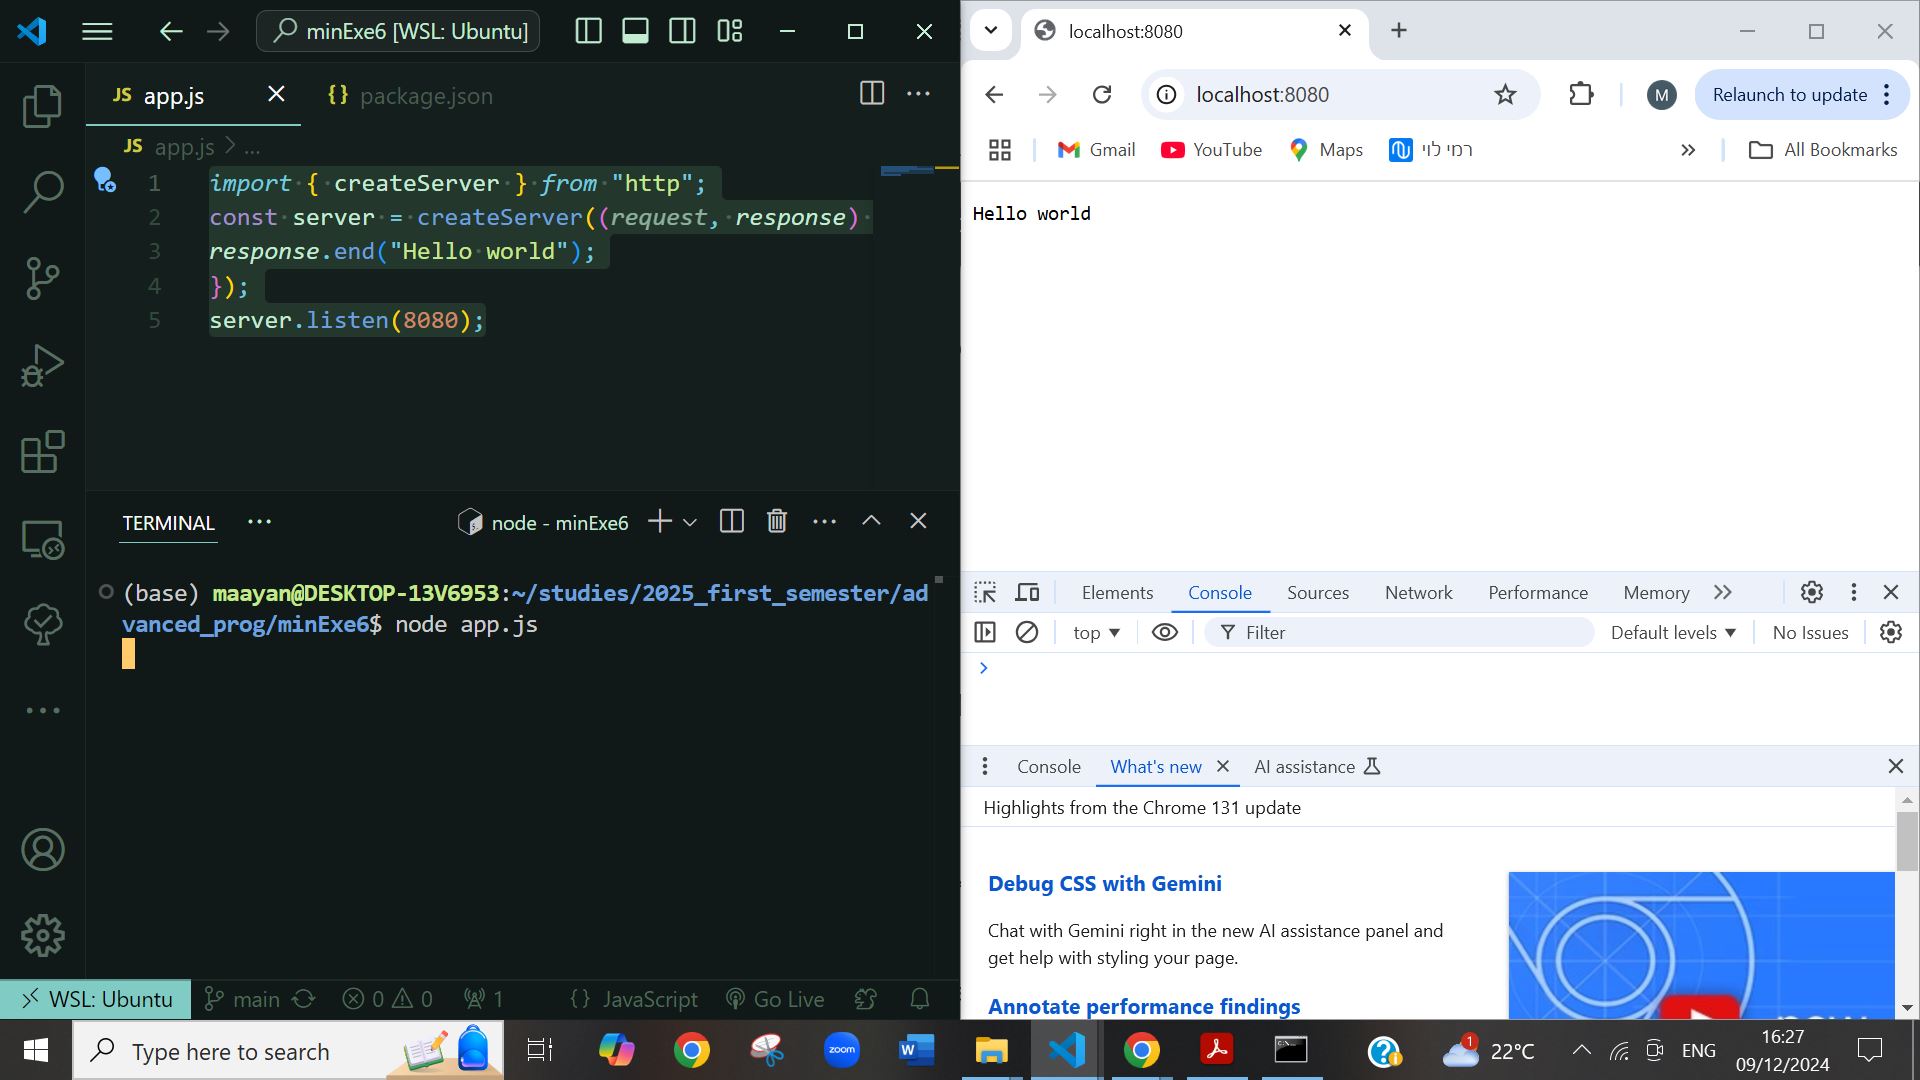 minExe6 [WSL: Ubuntu]
JS app.js
{} package.json
JS app.js > ...
1 import { createServer } from "http";
2 const server = createServer((request, response)
3 response.end("Hello world");
4 });
5 server.listen(8080);
TERMINAL
node - minExe6
(base) maayan@DESKTOP-13V6953:~/studies/2025_first_semester/ad
vanced_prog/minExe6$ node app.js
WSL: Ubuntu
main
0
0
1
{} JavaScript
Go Live
localhost:8080
localhost:8080
M
Relaunch to update
Gmail
YouTube
Maps
רמי לוי
All Bookmarks
Hello world
Elements
Console
Sources
Network
Performance
Memory
top
Filter
Default levels
No Issues
Console
What's new
AI assistance
Highlights from the Chrome 131 update
Debug CSS with Gemini
Chat with Gemini right in the new AI assistance panel and
get help with styling your page.
Annotate performance findings
Type here to search
zoom
W
1
22°C
ENG
16:27
09/12/2024